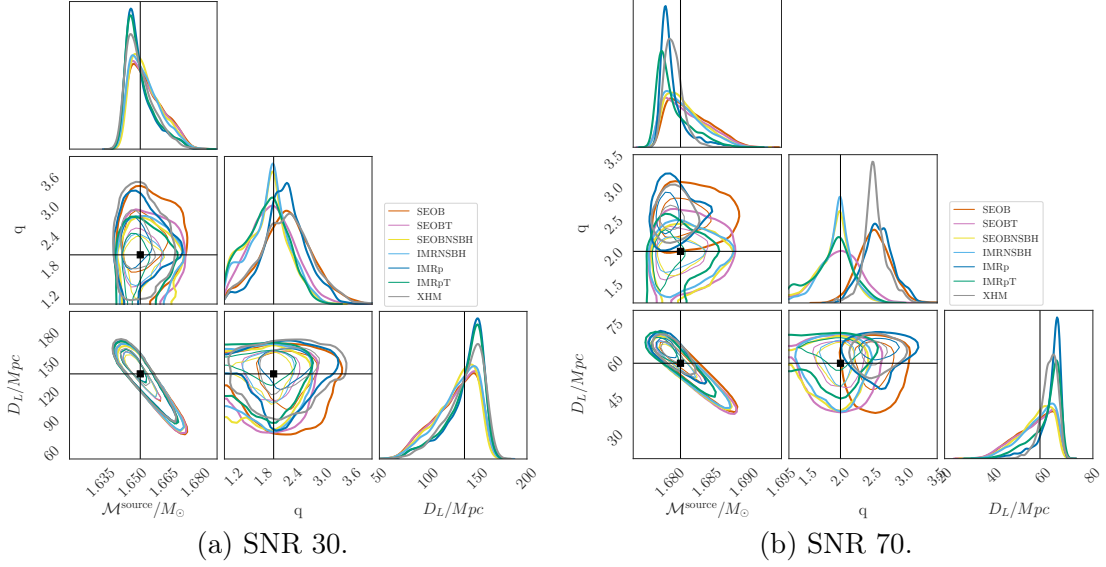 3.6
3.0
2.4
1.8
1.2
q
180
150
120
90
60
D_L/Mpc
1.635
1.650
1.665
1.680
M^source/M_⊙
1.2
1.8
2.4
3.0
3.6
q
50
100
150
200
D_L/Mpc
SEOB
SEOBT
SEOBNSBH
IMRNSBH
IMRp
IMRpT
XHM
(a) SNR 30.
3.5
3.0
2.5
2.0
1.5
q
75
60
45
30
D_L/Mpc
1.680
1.685
1.690
1.695
M^source/M_⊙
1.5
2.0
2.5
3.0
3.5
q
20
40
60
80
D_L/Mpc
SEOB
SEOBT
SEOBNSBH
IMRNSBH
IMRp
IMRpT
XHM
(b) SNR 70.